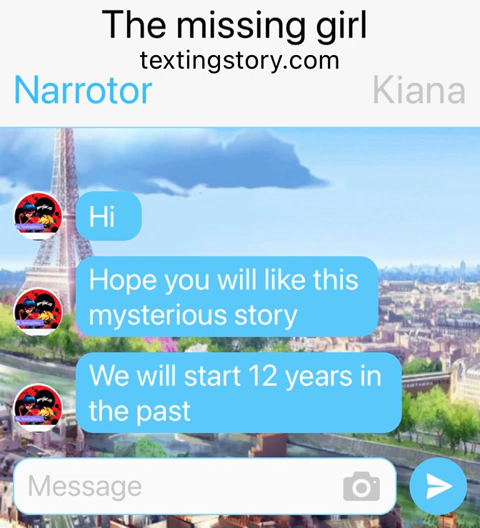 The missing girl
textingstory.com
Narrotor
Kiana
Hi
Hope you will like this
mysterious story
We will start 12 years in
the past
Message